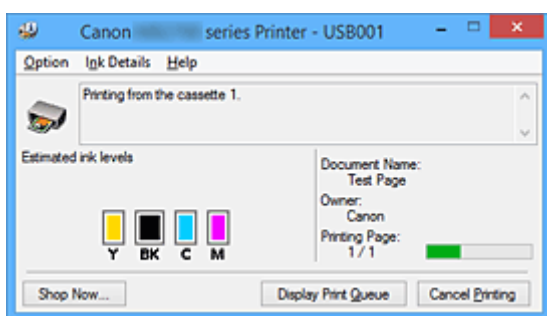 Canon series Printer - USB001
Option Ink Details Help
Printing from the cassette 1.
Estimated ink levels
Y BK C M
Document Name:
Test Page
Owner:
Canon
Printing Page:
1 / 1
Shop Now... Display Print Queue Cancel Printing